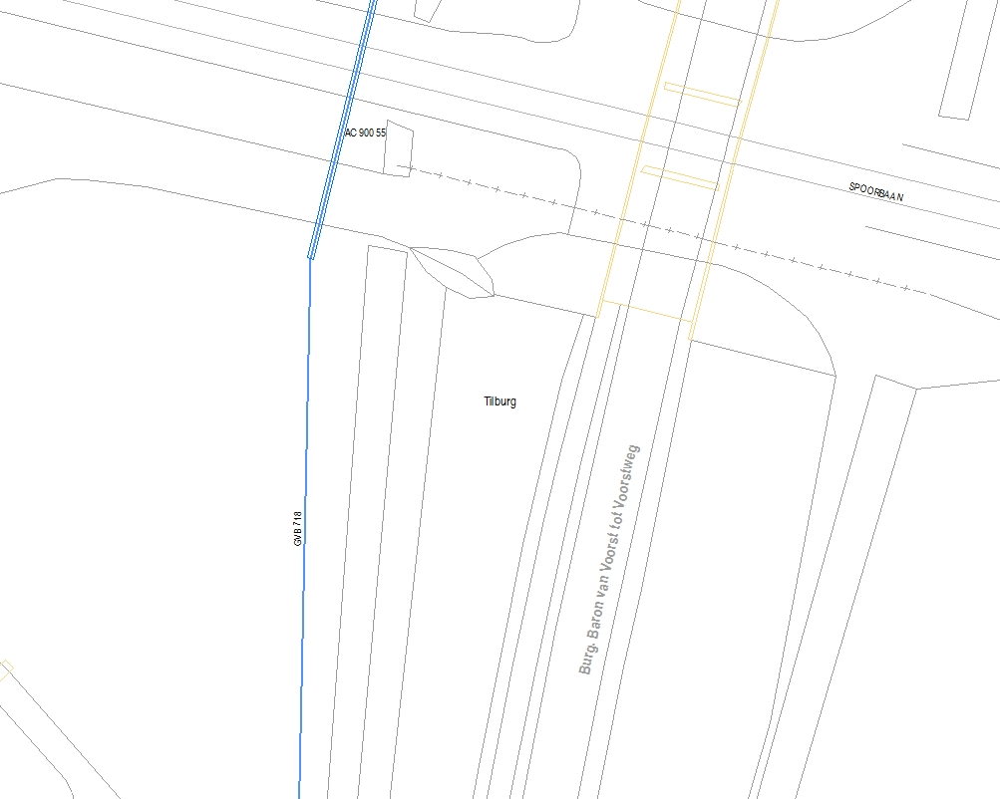 AC 900 55
SPOORBAAN
Tilburg
Burg. Baron van Voorst tot Voorstweg
GVB 718